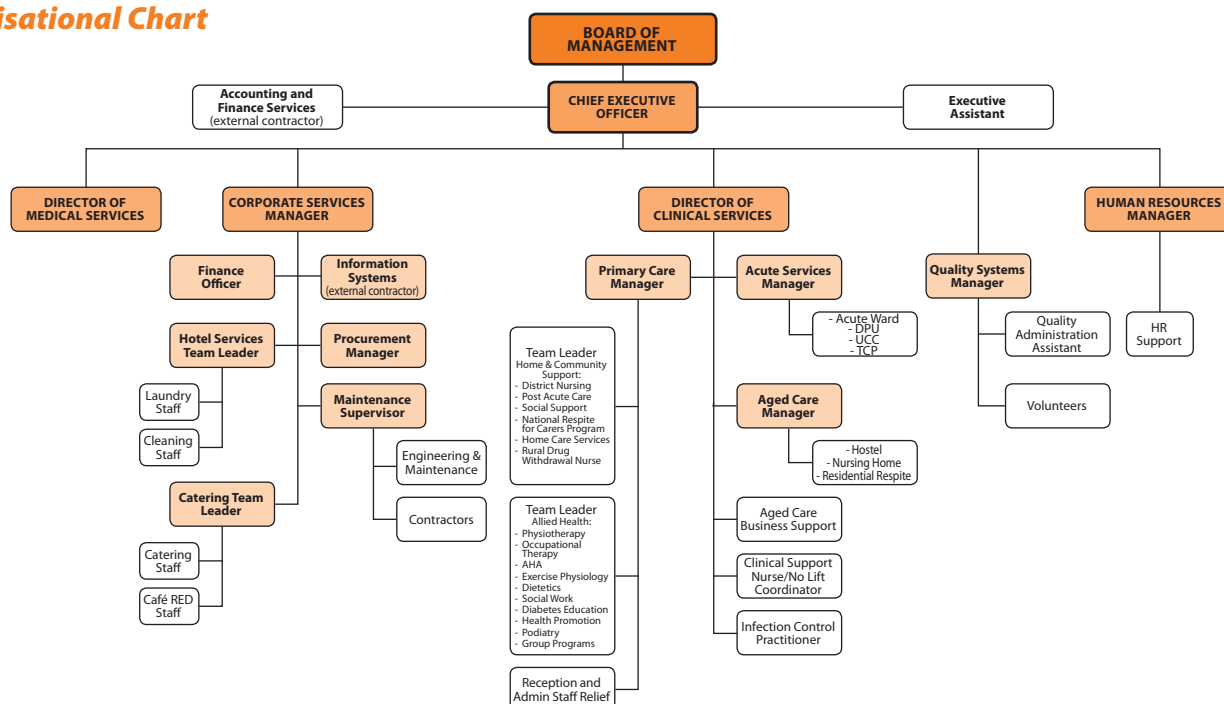 isational Chart
BOARD OF
MANAGEMENT
Accounting and
Finance Services
(external contractor)
CHIEF EXECUTIVE
OFFICER
Executive
Assistant
DIRECTOR OF
MEDICAL SERVICES
CORPORATE SERVICES
MANAGER
DIRECTOR OF
CLINICAL SERVICES
HUMAN RESOURCES
MANAGER
Finance
Officer
Information
Systems
(external contractor)
Primary Care
Manager
Acute Services
Manager
Quality Systems
Manager
Hotel Services
Team Leader
Procurement
Manager
- Acute Ward
- DPU
- UCC
- TCP
Quality
Administration
Assistant
HR
Support
Laundry
Staff
Cleaning
Staff
Maintenance
Supervisor
Team Leader
Home & Community
Support:
- District Nursing
- Post Acute Care
- Social Support
- National Respite
for Carers Program
- Home Care Services
- Rural Drug
Withdrawal Nurse
Aged Care
Manager
Volunteers
Engineering &
Maintenance
- Hostel
- Nursing Home
- Residential Respite
Catering Team
Leader
Contractors
Team Leader
Allied Health:
- Physiotherapy
- Occupational
Therapy
- AHA
- Exercise Physiology
- Dietetics
- Social Work
- Diabetes Education
- Health Promotion
- Podiatry
- Group Programs
Aged Care
Business Support
Catering
Staff
Clinical Support
Nurse/No Lift
Coordinator
Café RED
Staff
Infection Control
Practitioner
Reception and
Admin Staff Relief